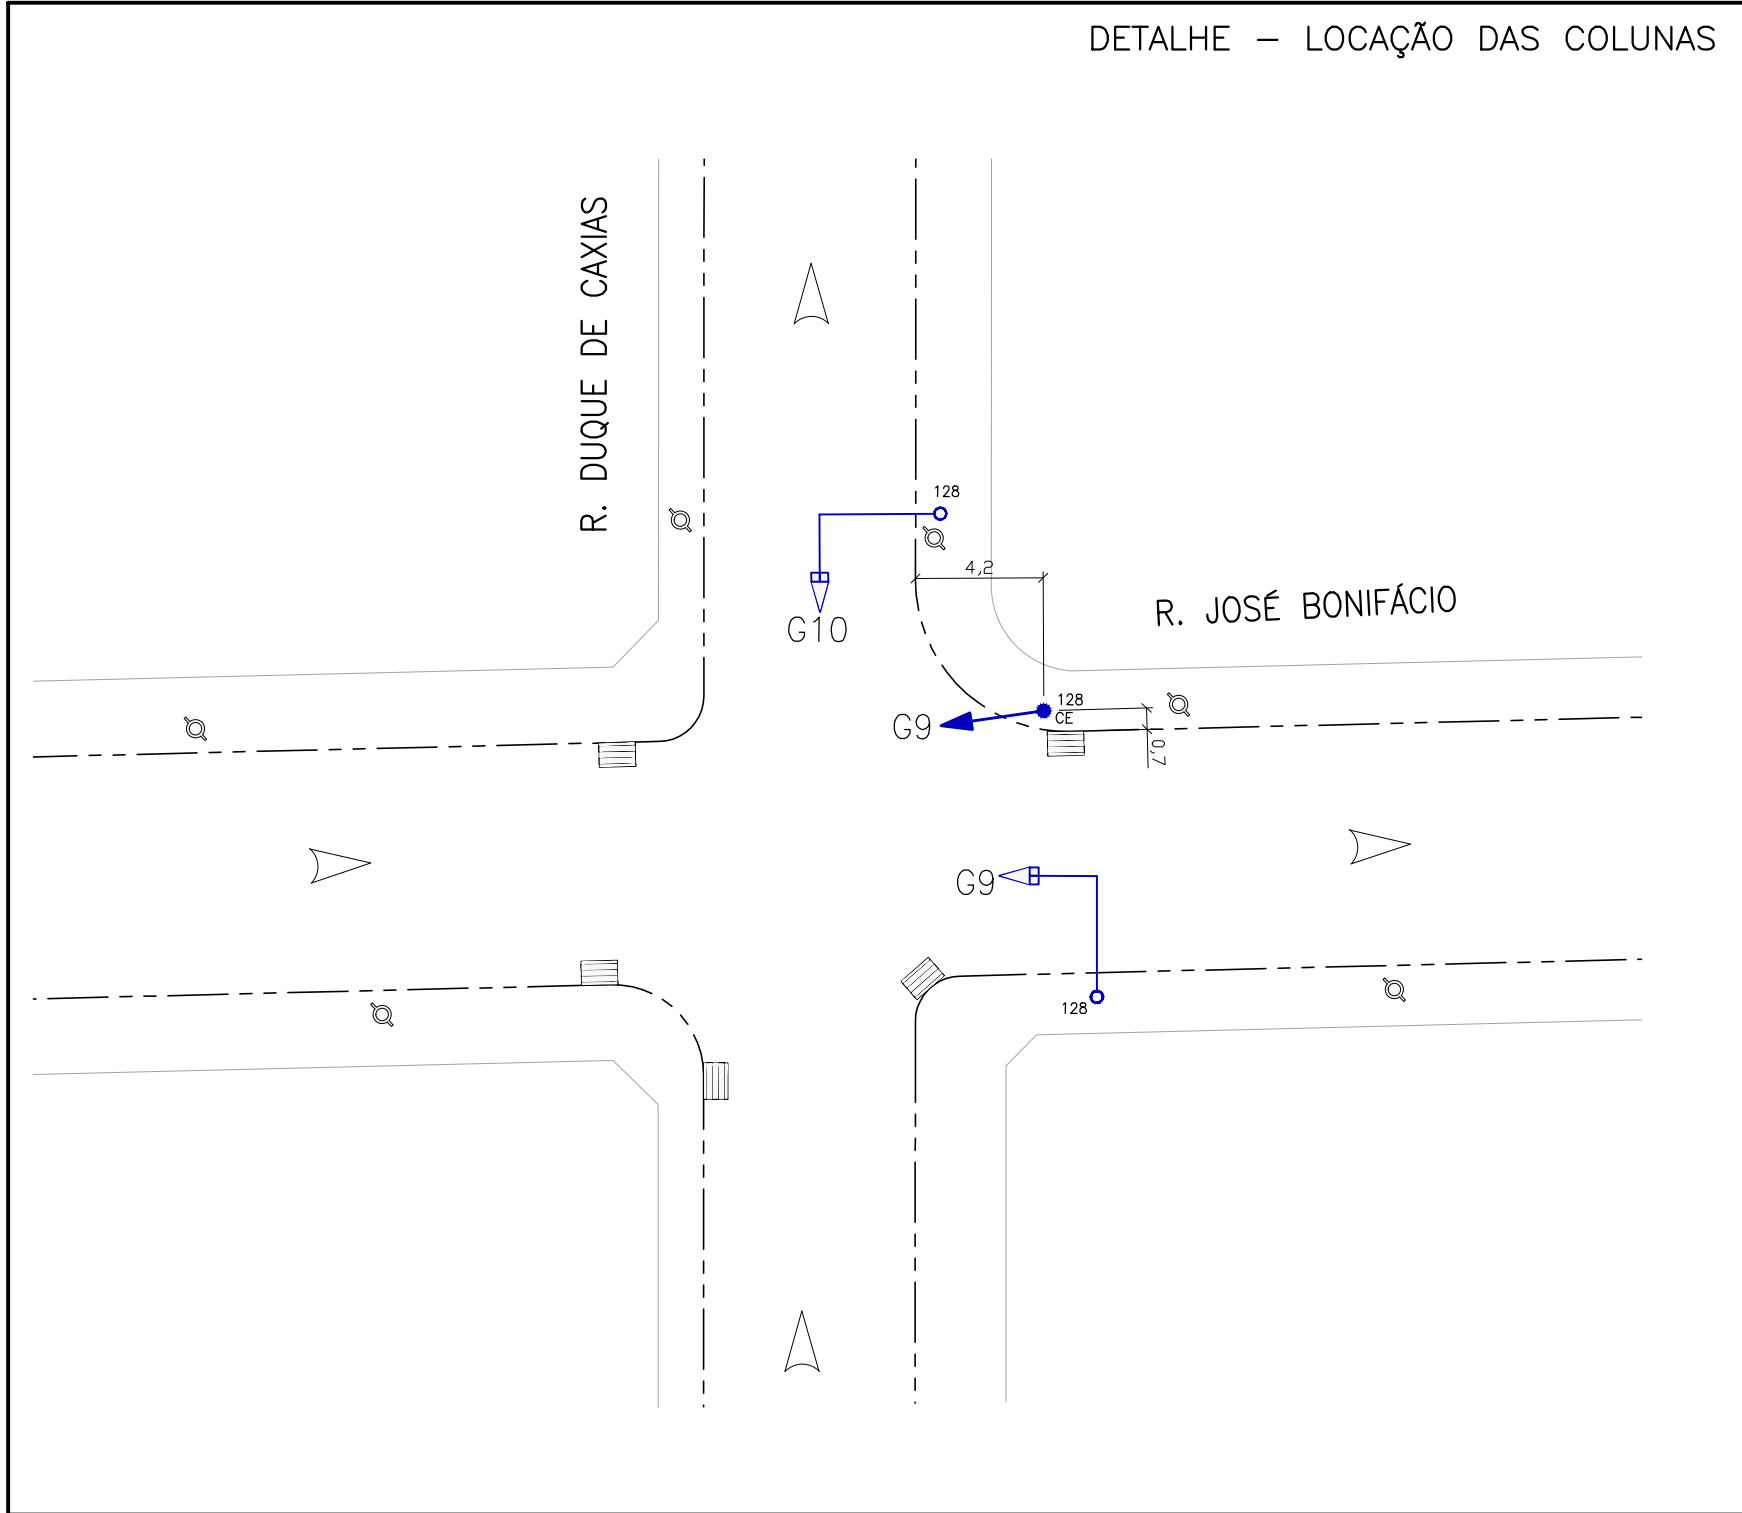 DETALHE – LOCAÇÃO DAS COLUNAS
R. DUQUE DE CAXIAS
128
4,2
R. JOSÉ BONIFÁCIO
G10
128
CE
G9
0,7
G9
128